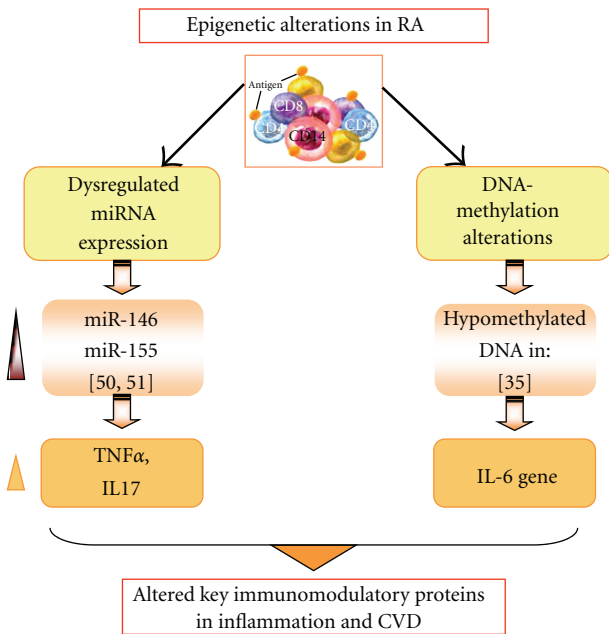 Epigenetic alterations in RA
Antigen
CD8
CD4
CD4
CD14
Dysregulated
miRNA
expression
DNA-
methylation
alterations
miR-146
miR-155
[50, 51]
Hypomethylated
DNA in:
[35]
TNFα,
IL17
IL-6 gene
Altered key immunomodulatory proteins
in inflammation and CVD